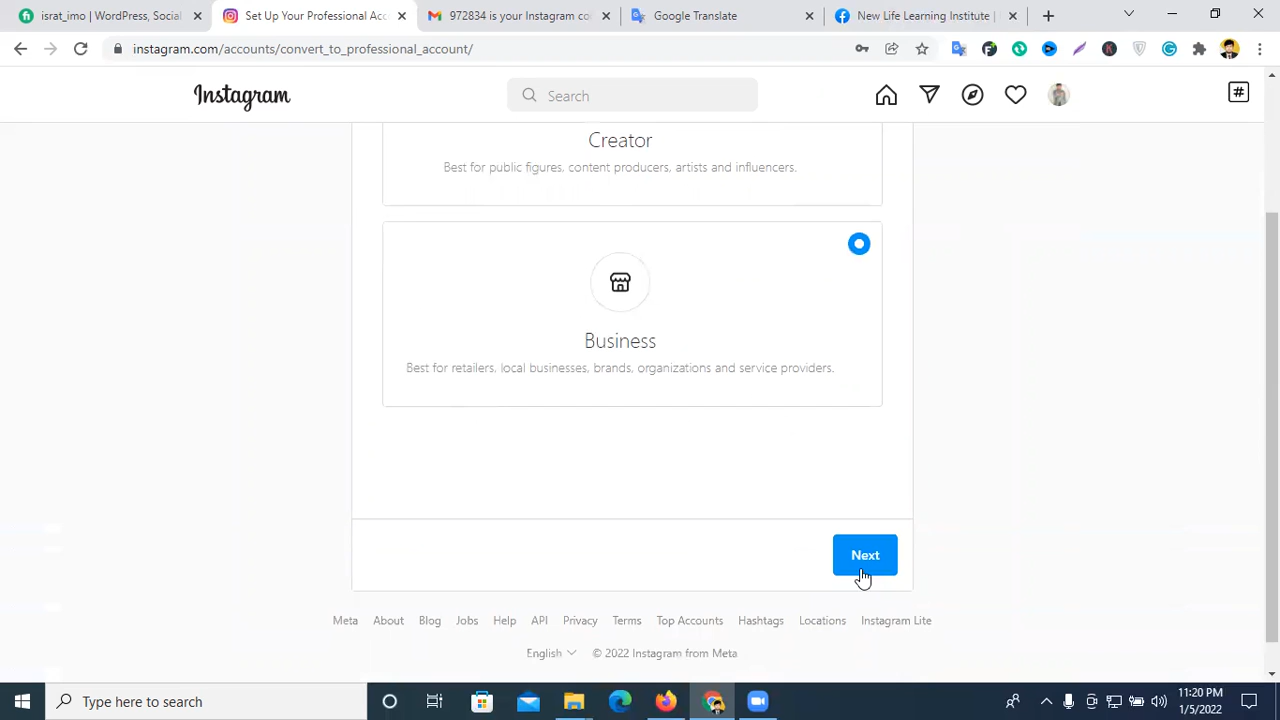 israt_imo | WordPress Social
Set Up Your Professional Acc
972834 is your Instagram co
Google Translate
New Life Learning Institute |
instagram.com/accounts/convert_to_professional_account/
Instagram
Search
#
Creator
Best for public figures, content producers, artists and influencers.
Business
Best for retailers, local businesses, brands, organizations and service providers.
Next
Meta About Blog Jobs Help API Privacy Terms Top Accounts Hashtags Locations Instagram Lite
English © 2022 Instagram from Meta
Type here to search
11:20 PM
1/5/2022